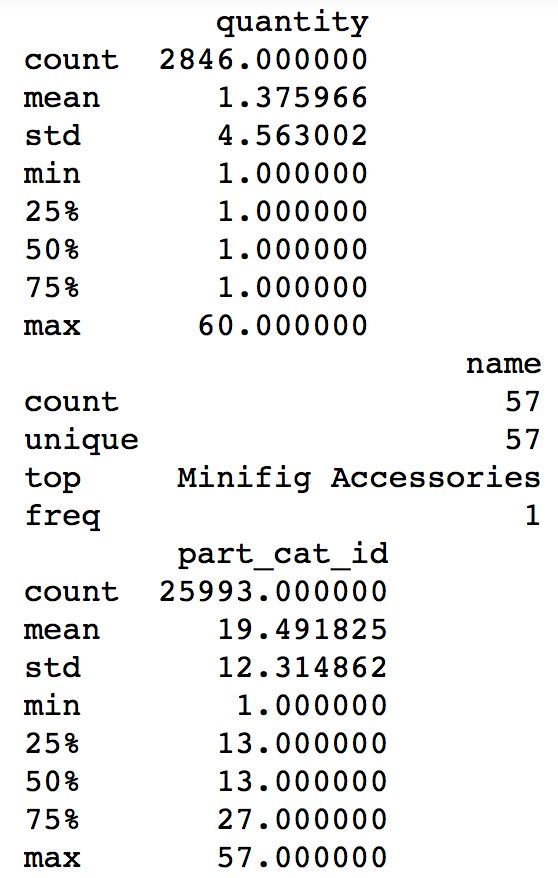 quantity
count 2846.000000
mean 1.375966
std 4.563002
min 1.000000
25% 1.000000
50% 1.000000
75% 1.000000
max 60.000000
name
count 57
unique 57
top Minifig Accessories
freq 1
part_cat_id
count 25993.000000
mean 19.491825
std 12.314862
min 1.000000
25% 13.000000
50% 13.000000
75% 27.000000
max 57.000000